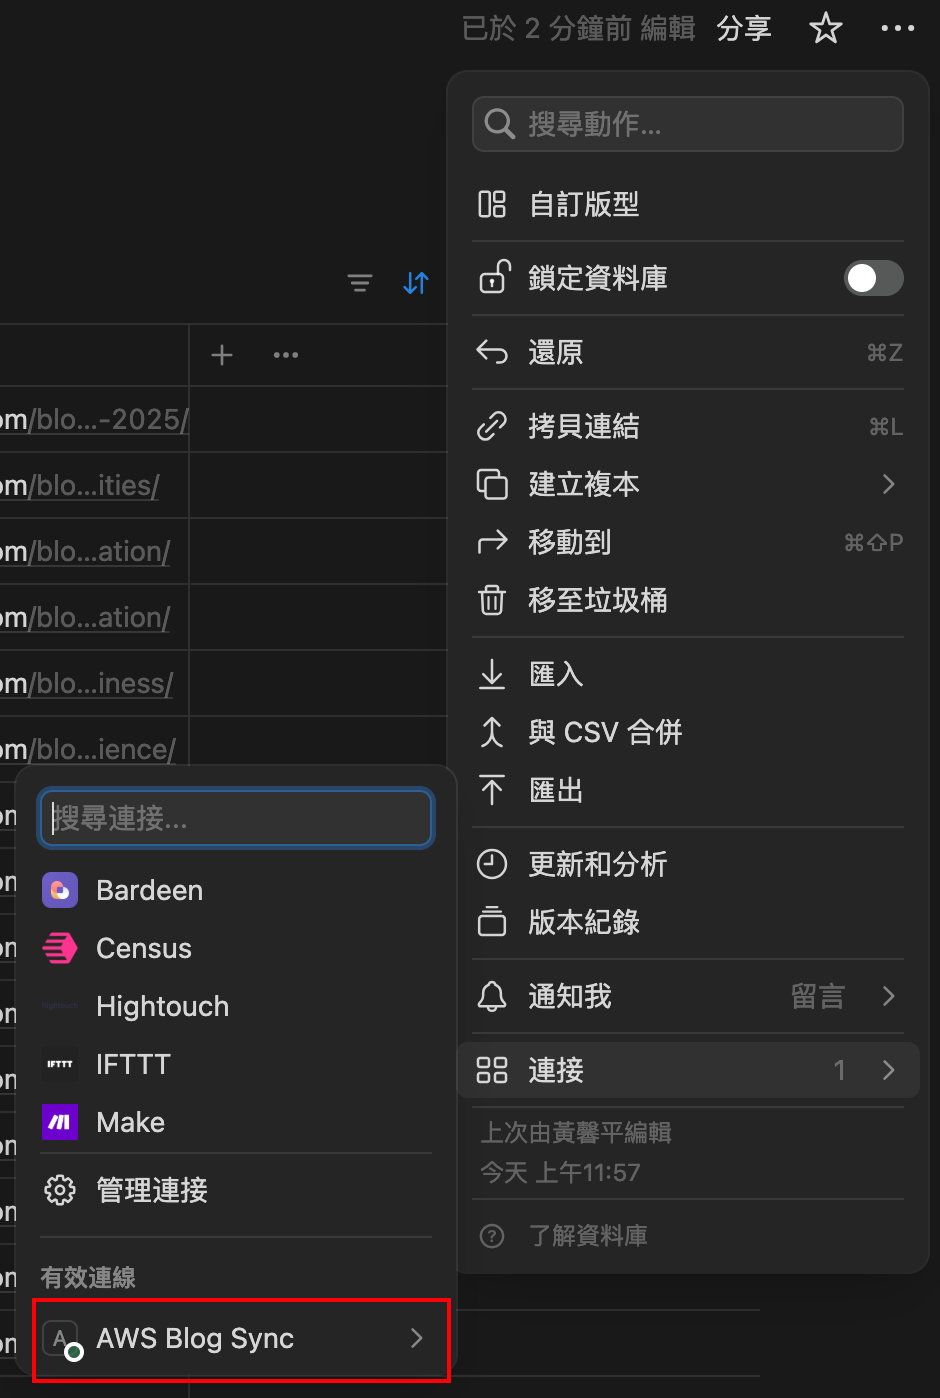 已於 2 分鐘前 編輯 分享
搜尋動作...
自訂版型
鎖定資料庫
還原 ⌘Z
拷貝連結 ⌘L
建立複本
移動到 ⌘⇧P
移至垃圾桶
匯入
與 CSV 合併
匯出
更新和分析
版本紀錄
通知我 留言
連接 1
上次由黃馨平編輯
今天 上午11:57
了解資料庫
om/blo...-2025/
om/blo...ities/
om/blo...ation/
om/blo...ation/
om/blo...iness/
om/blo...ience/
搜尋連接...
Bardeen
Census
Hightouch
IFTTT IFTTT
Make
管理連接
有效連線
A AWS Blog Sync